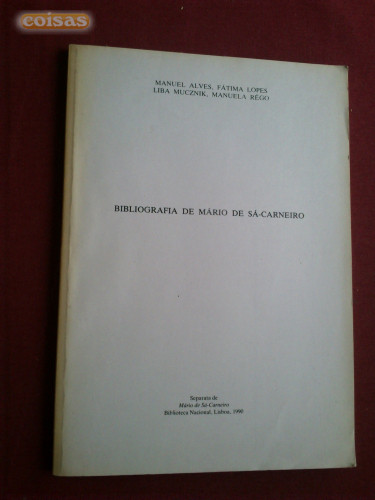 coisas
MANUEL ALVES, FÁTIMA LOPES
LIBA MUCZNIK, MANUELA RÊGO
BIBLIOGRAFIA DE MÁRIO DE SÁ-CARNEIRO
Separata de
Mário de Sá-Carneiro
Biblioteca Nacional, Lisboa, 1990